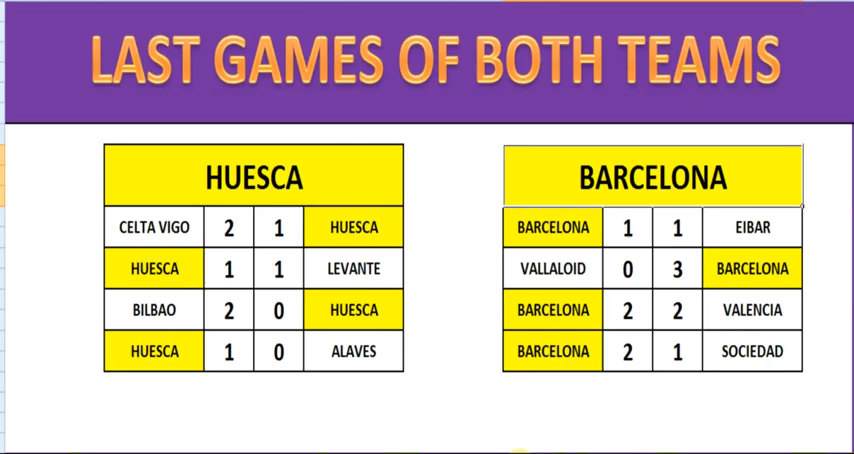 LAST GAMES OF BOTH TEAMS
HUESCA
CELTA VIGO 2 1 HUESCA
HUESCA 1 1 LEVANTE
BILBAO 2 0 HUESCA
HUESCA 1 0 ALAVES
BARCELONA
BARCELONA 1 1 EIBAR
VALLALOID 0 3 BARCELONA
BARCELONA 2 2 VALENCIA
BARCELONA 2 1 SOCIEDAD